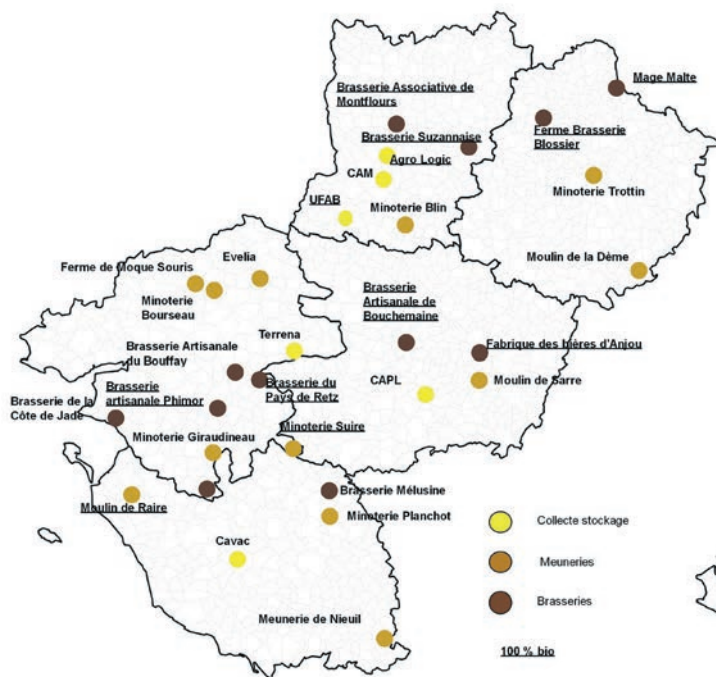 Mage Malte
Brasserie Associative de
Montflours
Brasserie Suzannaise
Ferme Brasserie
Blossier
Agro Logic
CAM
Minoterie Trottin
UFAB
Minoterie Blin
Moulin de la Dême
Ferme de Moque Souris
Evelia
Minoterie
Bourseau
Brasserie
Artisanale de
Bouchemaine
Terrena
Brasserie Artisanale
du Bouffay
Fabrique des bières d'Anjou
Brasserie
artisanale Phimor
Brasserie du
Pays de Retz
CAPL
Moulin de Sarre
Brasserie de la
Côte de Jade
Minoterie Suire
Minoterie Giraudineau
Moulin de Raire
Brasserie Mélusine
Minoterie Planchot
Cavac
Meunerie de Nieuil
Collecte stockage
Meuneries
Brasseries
100 % bio